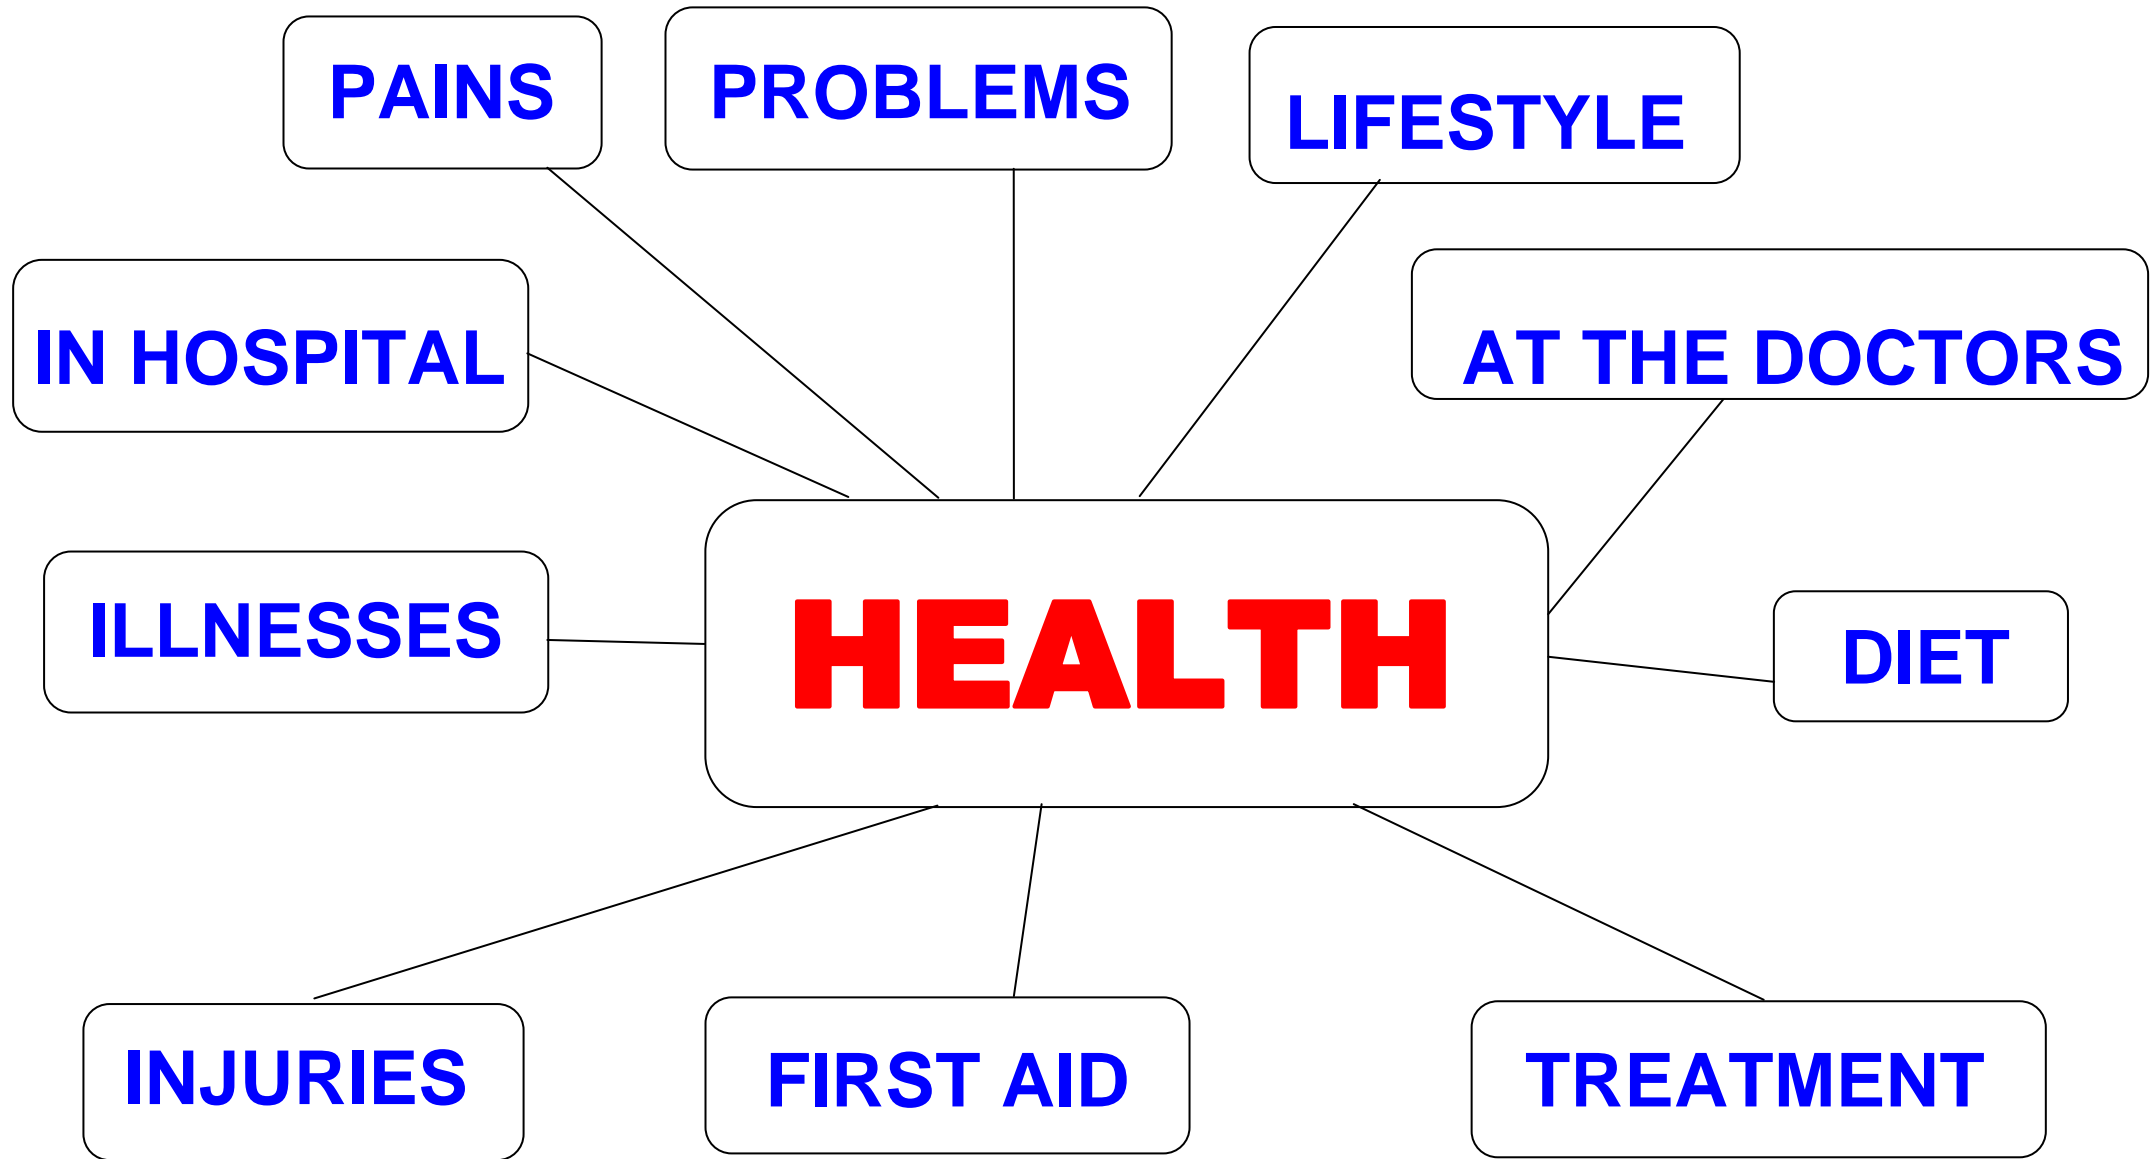 PAINS
PROBLEMS
LIFESTYLE
IN HOSPITAL
AT THE DOCTORS
ILLNESSES
HEALTH
DIET
INJURIES
FIRST AID
TREATMENT